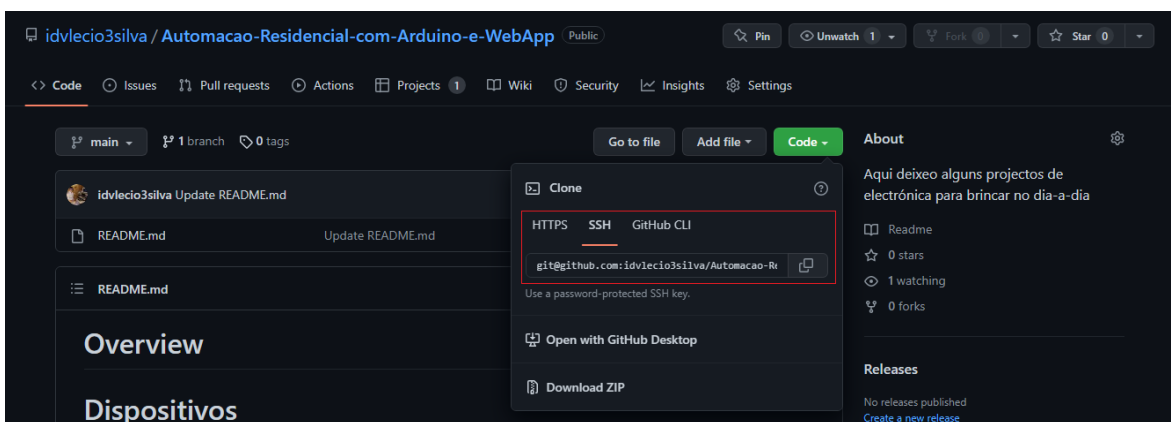 idvlecio3silva / Automacao-Residencial-com-Arduino-e-WebApp Public Pin Unwatch 1 Fork 0 Star 0
Code Issues Pull requests Actions Projects 1 Wiki Security Insights Settings
main 1 branch 0 tags Go to file Add file Code
idvlecio3silva Update README.md
README.md Update README.md
README.md
Overview
Dispositivos
Clone
HTTPS SSH GitHub CLI
git@github.com:idvlecio3silva/Automacao-Re
Use a password-protected SSH key.
Open with GitHub Desktop
Download ZIP
About
Aqui deixeo alguns projectos de
electrónica para brincar no dia-a-dia
Readme
0 stars
1 watching
0 forks
Releases
No releases published
Create a new release